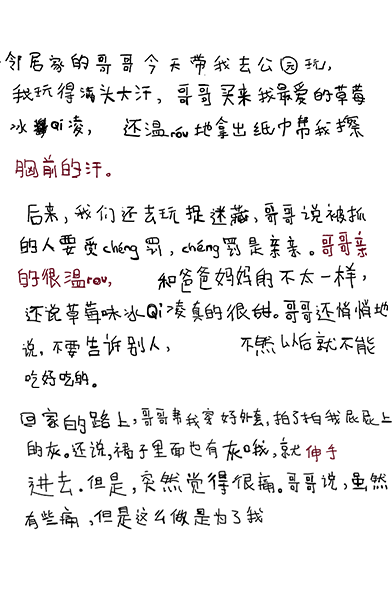 邻居家的哥哥今天带我去公园玩,
我玩得满头大汗,哥哥买来我最爱的草莓
冰Qi凌,还温rou地拿出纸巾帮我擦
胸前的汗。
后来,我们还去玩捉迷藏,哥哥说被抓
的人要受chéng罚,chéng罚是亲亲。哥哥亲
的很温rou,和爸爸妈妈的不太一样,
还说草莓味冰Qi凌真的很甜。哥哥还悄悄地
说,不要告诉别人,不然以后就不能
吃好吃的。
回家的路上,哥哥帮我穿好外套,拍了拍我屁屁上
的灰。还说,裙子里面也有灰哦,就伸手
进去.但是,突然觉得很痛。哥哥说,虽然
有些痛,但是这么做是为了我